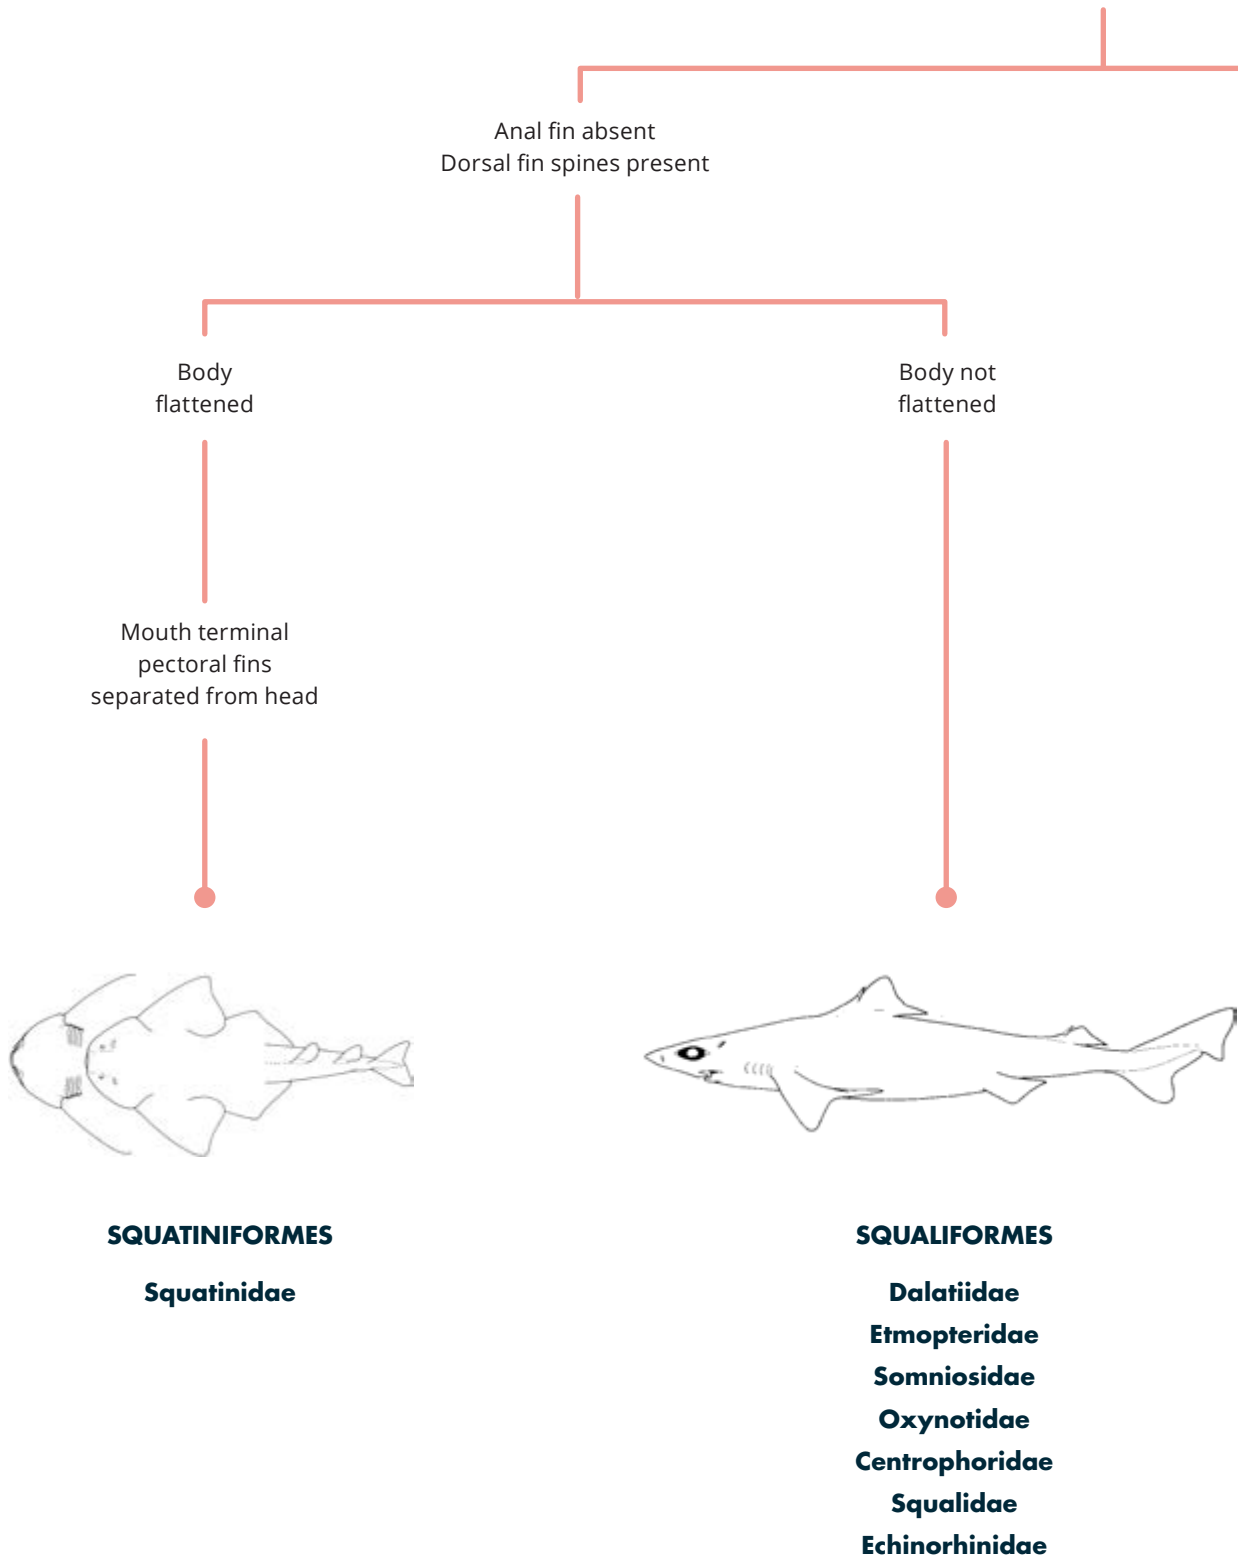 Anal fin absent
Dorsal fin spines present
Body
flattened
Body not
flattened
Mouth terminal
pectoral fins
separated from head
SQUATINIFORMES
Squatinidae
SQUALIFORMES
Dalatiidae
Etmopteridae
Somniosidae
Oxynotidae
Centrophoridae
Squalidae
Echinorhinidae